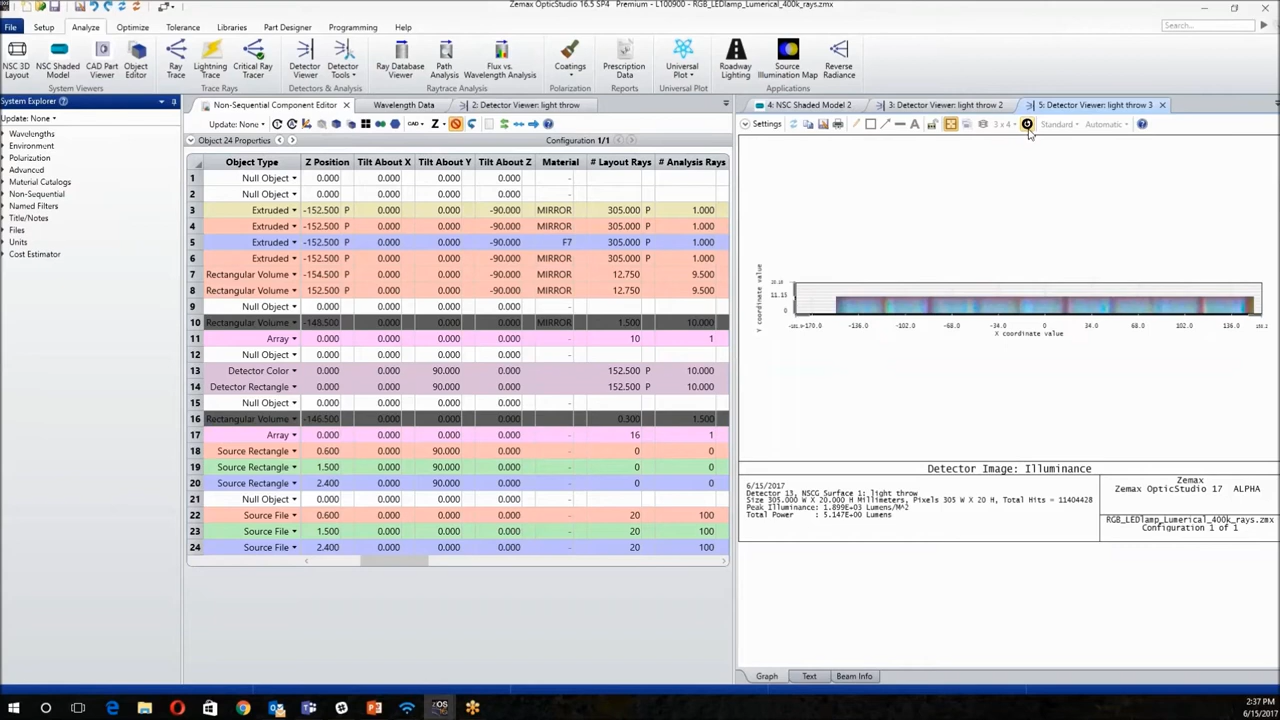 Zemax OpticStudio 16.5 SP4 - Premium - L100900 - RGB_LEDlamp_Lumerical_400k_rays.zmx
File Setup Analyze Optimize Tolerance Libraries Part Designer Programming Help Search...
NSC 3D Layout NSC Shaded Model CAD Part Viewer Object Editor Ray Trace Lightning Trace Critical Ray Tracer Detector Viewer Detector Tools Ray Database Viewer Path Analysis Flux vs. Wavelength Analysis Coatings Prescription Data Universal Plot Roadway Lighting Source Illumination Map Reverse Radiance
System Viewers Trace Rays Detectors & Analysis Raytrace Analysis Polarization Reports Universal Plot Applications
System Explorer
Update: None
Wavelengths
Environment
Polarization
Advanced
Material Catalogs
Non-Sequential
Named Filters
Title/Notes
Files
Units
Cost Estimator
Non-Sequential Component Editor Wavelength Data 2: Detector Viewer: light throw
Update: None CAD Z
Object 24 Properties Configuration 1/1
Object Type Z Position Tilt About X Tilt About Y Tilt About Z Material # Layout Rays # Analysis Rays
1 Null Object 0.000 0.000 0.000 0.000 -
2 Null Object 0.000 0.000 0.000 0.000 -
3 Extruded -152.500 P 0.000 0.000 -90.000 MIRROR 305.000 P 1.000
4 Extruded -152.500 P 0.000 0.000 -90.000 MIRROR 305.000 P 1.000
5 Extruded -152.500 P 0.000 0.000 -90.000 F7 305.000 P 1.000
6 Extruded -152.500 P 0.000 0.000 -90.000 MIRROR 305.000 P 1.000
7 Rectangular Volume -154.500 P 0.000 0.000 -90.000 MIRROR 12.750 9.500
8 Rectangular Volume 152.500 P 0.000 0.000 -90.000 MIRROR 12.750 9.500
9 Null Object 0.000 0.000 0.000 0.000 -
10 Rectangular Volume -148.500 0.000 0.000 0.000 MIRROR 1.500 10.000
11 Array 0.000 0.000 0.000 0.000 - 10 1
12 Null Object 0.000 0.000 0.000 0.000 -
13 Detector Color 0.000 0.000 90.000 0.000 152.500 P 10.000
14 Detector Rectangle 0.000 0.000 90.000 0.000 152.500 P 10.000
15 Null Object 0.000 0.000 0.000 0.000 -
16 Rectangular Volume -146.500 0.000 0.000 0.000 0.300 1.500
17 Array 0.000 0.000 0.000 0.000 - 16 1
18 Source Rectangle 0.600 0.000 90.000 0.000 - 0 0
19 Source Rectangle 1.500 0.000 90.000 0.000 - 0 0
20 Source Rectangle 2.400 0.000 90.000 0.000 - 0 0
21 Null Object 0.000 0.000 0.000 0.000 -
22 Source File 0.600 0.000 90.000 0.000 - 20 100
23 Source File 1.500 0.000 90.000 0.000 - 20 100
24 Source File 2.400 0.000 90.000 0.000 - 20 100
4: NSC Shaded Model 2 3: Detector Viewer: light throw 2 5: Detector Viewer: light throw 3
Settings 3 x 4 Standard Automatic
Y coordinate value
11.15
0
-170.0 -136.0 -102.0 -68.0 -34.0 0 34.0 68.0 102.0 136.0
X coordinate value
Detector Image: Illuminance
6/15/2017
Detector 13, NSCG Surface 1: light throw
Size 305.000 W X 20.000 H Millimeters, Pixels 305 W X 20 H, Total Hits = 11404428
Peak Illuminance: 1.899E+03 Lumens/M^2
Total Power : 5.147E+00 Lumens
Zemax
Zemax OpticStudio 17 ALPHA
RGB_LEDlamp_Lumerical_400k_rays.zmx
Configuration 1 of 1
Graph Text Beam Info
2:37 PM
6/15/2017